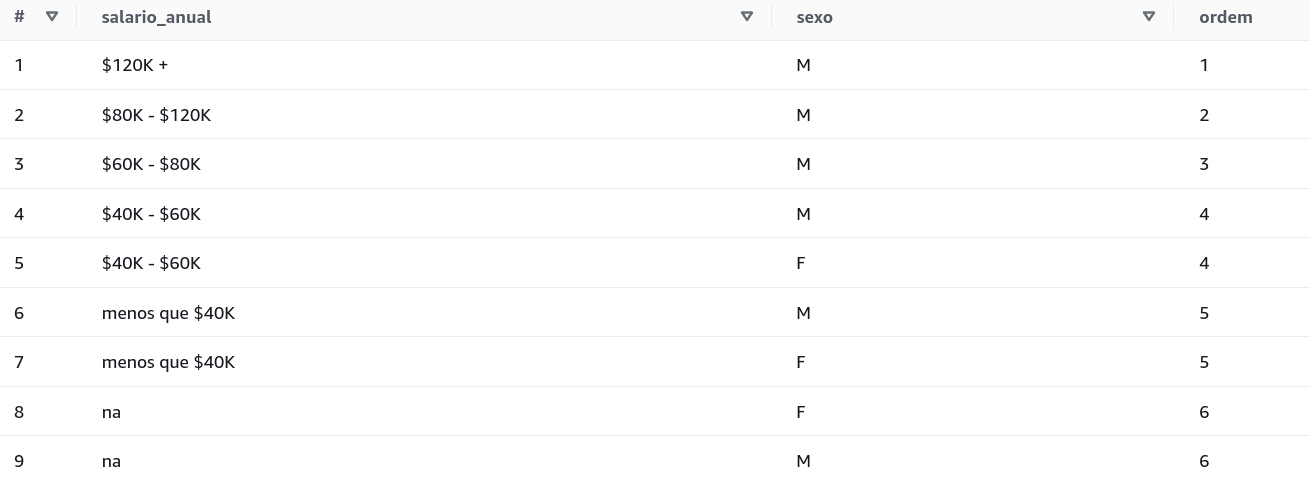 # salario_anual sexo ordem
1 $120K + M 1
2 $80K - $120K M 2
3 $60K - $80K M 3
4 $40K - $60K M 4
5 $40K - $60K F 4
6 menos que $40K M 5
7 menos que $40K F 5
8 na F 6
9 na M 6